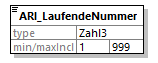 ARI_LaufendeNummer
type Zahl3
min/maxIncl 1 999